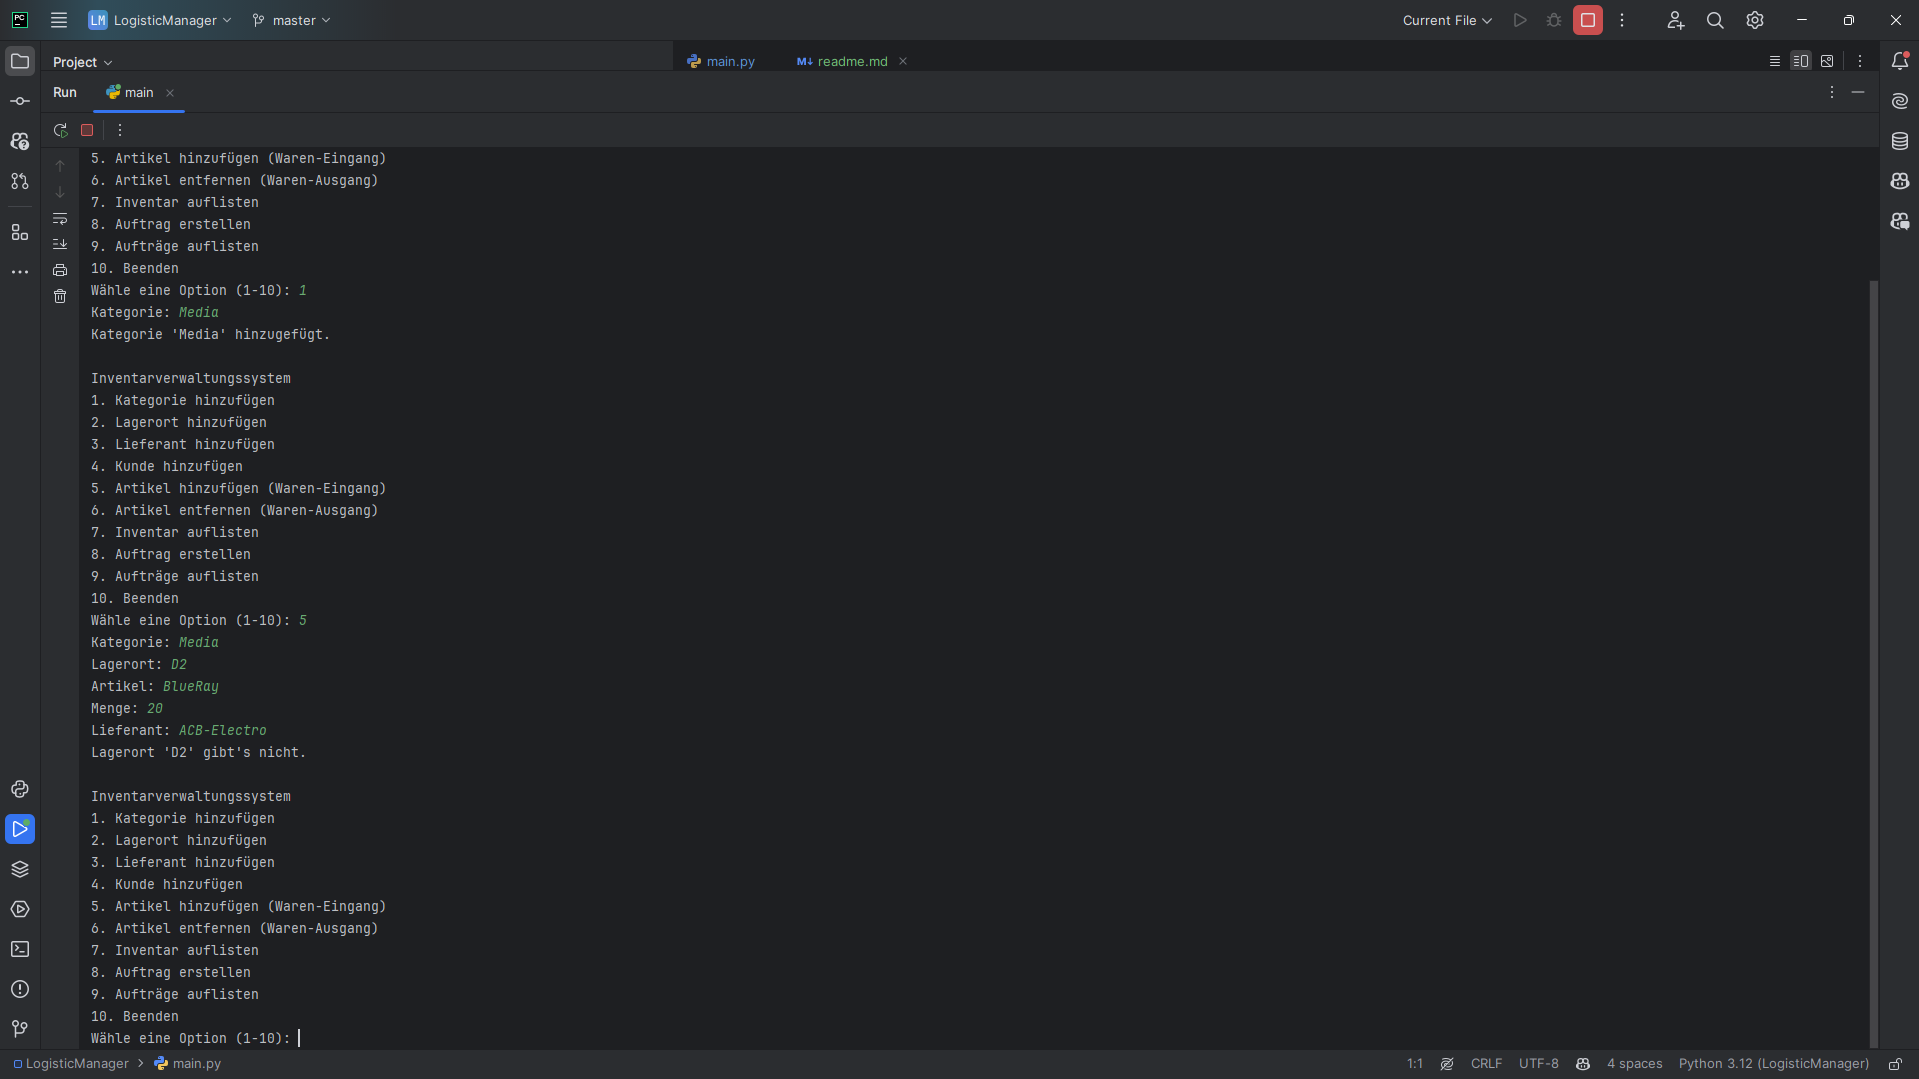 PC
LM LogisticManager master Current File
Project main.py M↓ readme.md
Run main
5. Artikel hinzufügen (Waren-Eingang)
6. Artikel entfernen (Waren-Ausgang)
7. Inventar auflisten
8. Auftrag erstellen
9. Aufträge auflisten
10. Beenden
Wähle eine Option (1-10): 1
Kategorie: Media
Kategorie 'Media' hinzugefügt.
Inventarverwaltungssystem
1. Kategorie hinzufügen
2. Lagerort hinzufügen
3. Lieferant hinzufügen
4. Kunde hinzufügen
5. Artikel hinzufügen (Waren-Eingang)
6. Artikel entfernen (Waren-Ausgang)
7. Inventar auflisten
8. Auftrag erstellen
9. Aufträge auflisten
10. Beenden
Wähle eine Option (1-10): 5
Kategorie: Media
Lagerort: D2
Artikel: BlueRay
Menge: 20
Lieferant: ACB-Electro
Lagerort 'D2' gibt's nicht.
Inventarverwaltungssystem
1. Kategorie hinzufügen
2. Lagerort hinzufügen
3. Lieferant hinzufügen
4. Kunde hinzufügen
5. Artikel hinzufügen (Waren-Eingang)
6. Artikel entfernen (Waren-Ausgang)
7. Inventar auflisten
8. Auftrag erstellen
9. Aufträge auflisten
10. Beenden
Wähle eine Option (1-10):
LogisticManager > main.py 1:1 CRLF UTF-8 4 spaces Python 3.12 (LogisticManager)